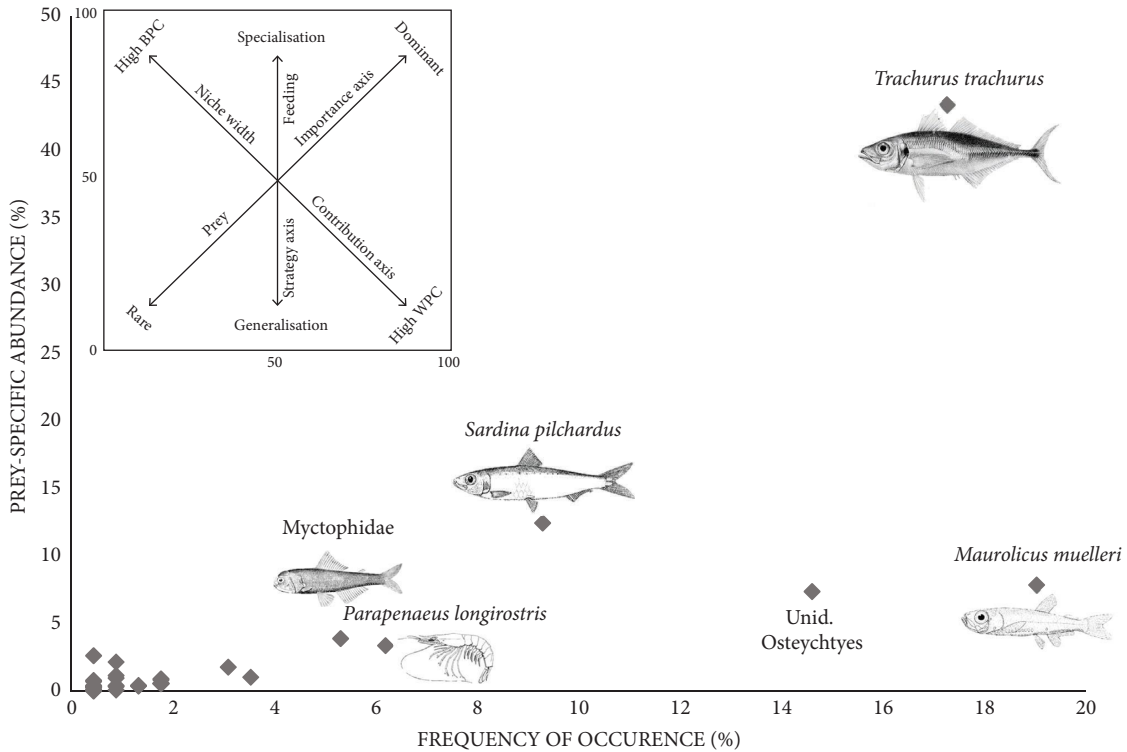 50
45
40
35
30
25
20
15
10
5
0
PREY-SPECIFIC ABUNDANCE (%)
100
50
0
50
100
High BPC
Specialisation
Dominant
Niche width
Feeding
Importance axis
Prey
Strategy axis
Contribution axis
Rare
Generalisation
High WPC
Trachurus trachurus
Sardina pilchardus
Myctophidae
Parapenaeus longirostris
Maurolicus muelleri
Unid.
Osteychtyes
0 2 4 6 8 10 12 14 16 18 20
FREQUENCY OF OCCURENCE (%)